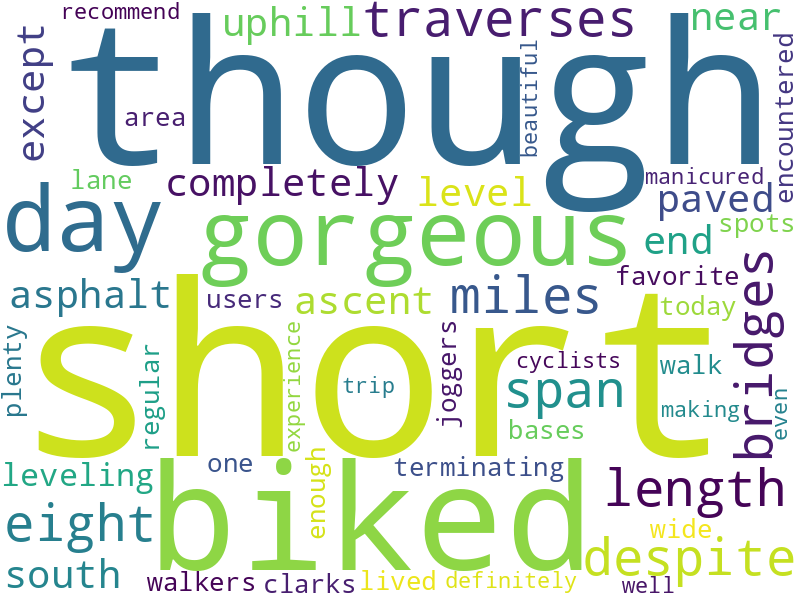 recommend
uphill
traverses
near
though
except
beautiful
encountered
area
lane
completely
level
manicured
paved
spots
day
gorgeous
end
favorite
asphalt
users
ascent
miles
today
bridges
short
plenty
regular
experience
trip
joggers
cyclists
walk
span
making
even
bases
leveling
one
enough
terminating
length
biked
eight
wide
despite
south
walkers
clarks
lived
definitely
well